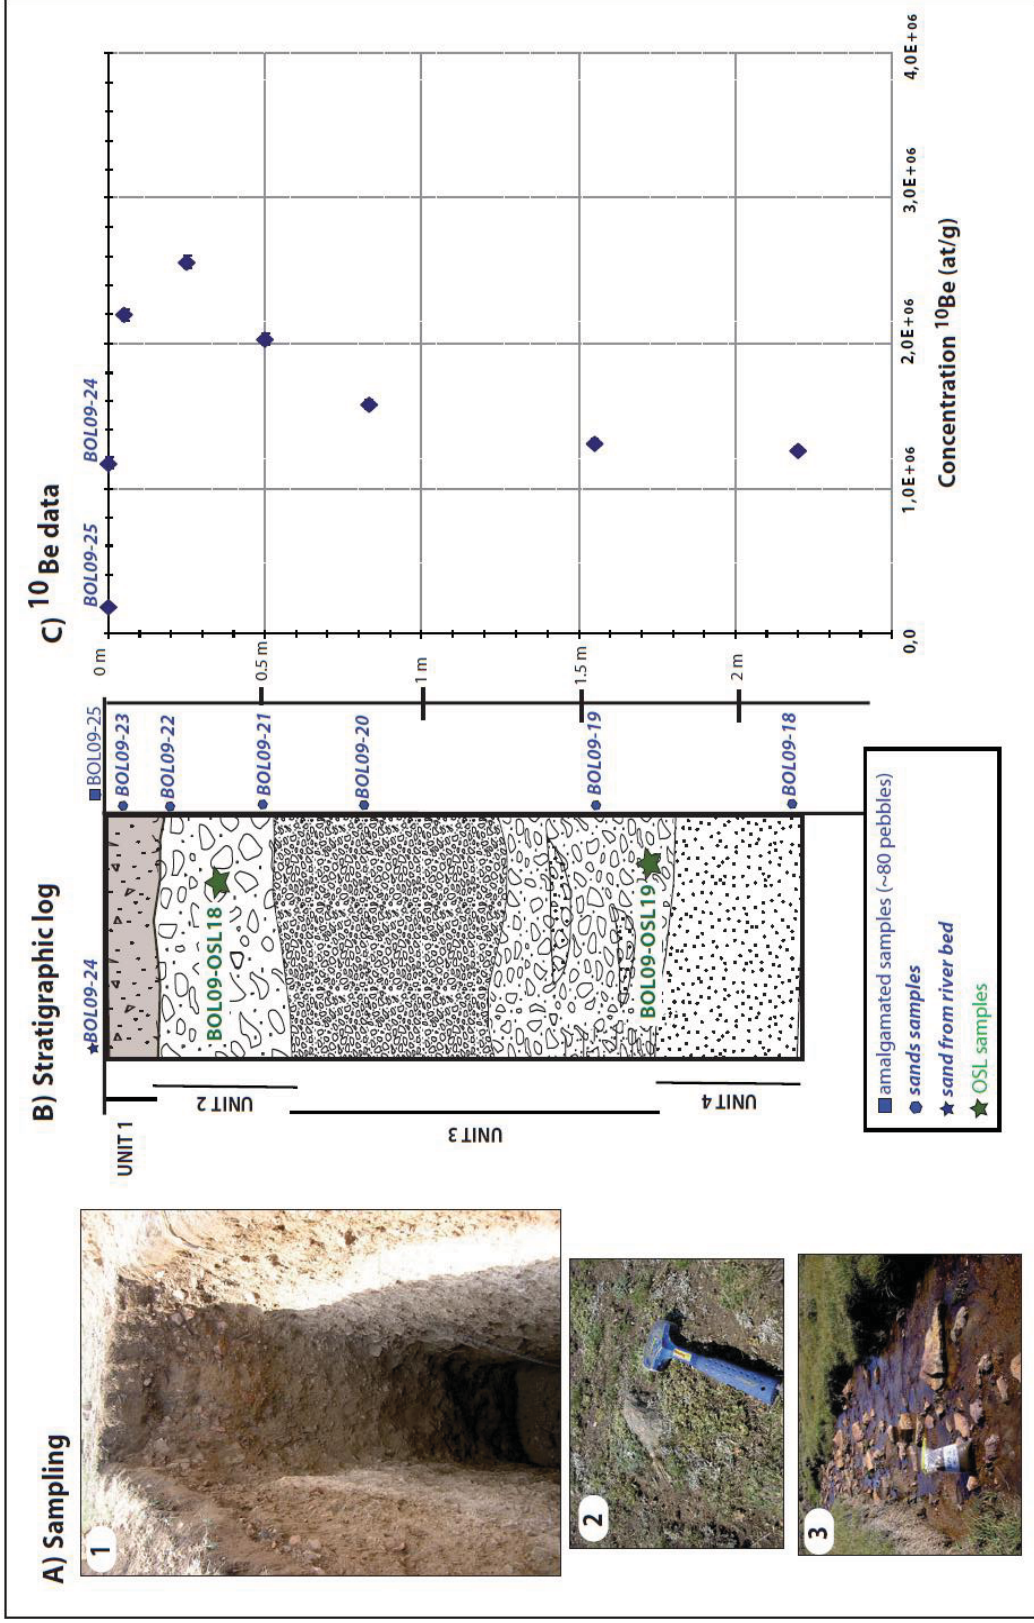 A) Sampling
1
2
3
B) Stratigraphic log
BOL09-24
BOL09-25
BOL09-23
BOL09-22
BOL09-21
BOL09-20
BOL09-19
BOL09-18
UNIT 1
UNIT 2
UNIT 3
UNIT 4
BOL09-OSL18
BOL09-OSL19
0 m
0.5 m
1 m
1.5 m
2 m
amalgamated samples (~80 pebbles)
sands samples
sand from river bed
OSL samples
C) 10 Be data
BOL09-25
BOL09-24
0,0
1,0E+06
2,0E+06
3,0E+06
4,0E+06
Concentration 10Be (at/g)